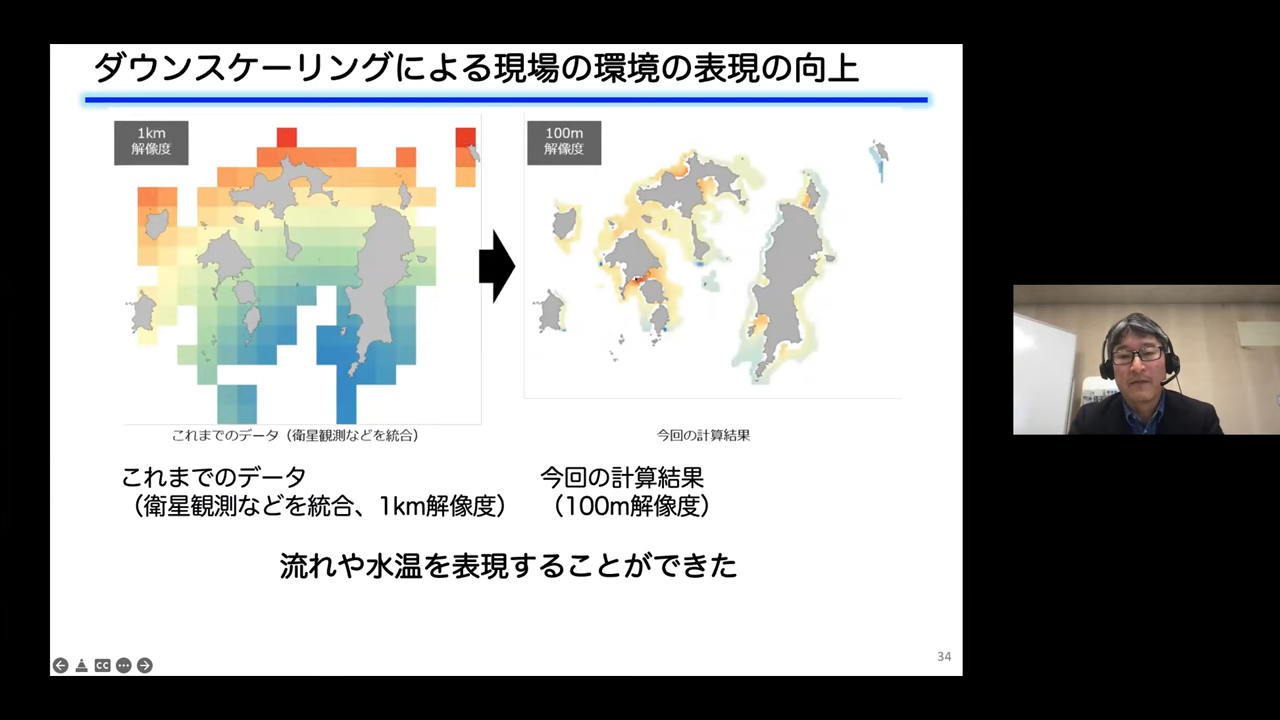 ダウンスケーリングによる現場の環境の表現の向上
1km
解像度
100m
解像度
これまでのデータ（衛星観測などを統合）
今回の計算結果
これまでのデータ
（衛星観測などを統合、1km解像度）
今回の計算結果
（100m解像度）
流れや水温を表現することができた
CC
34